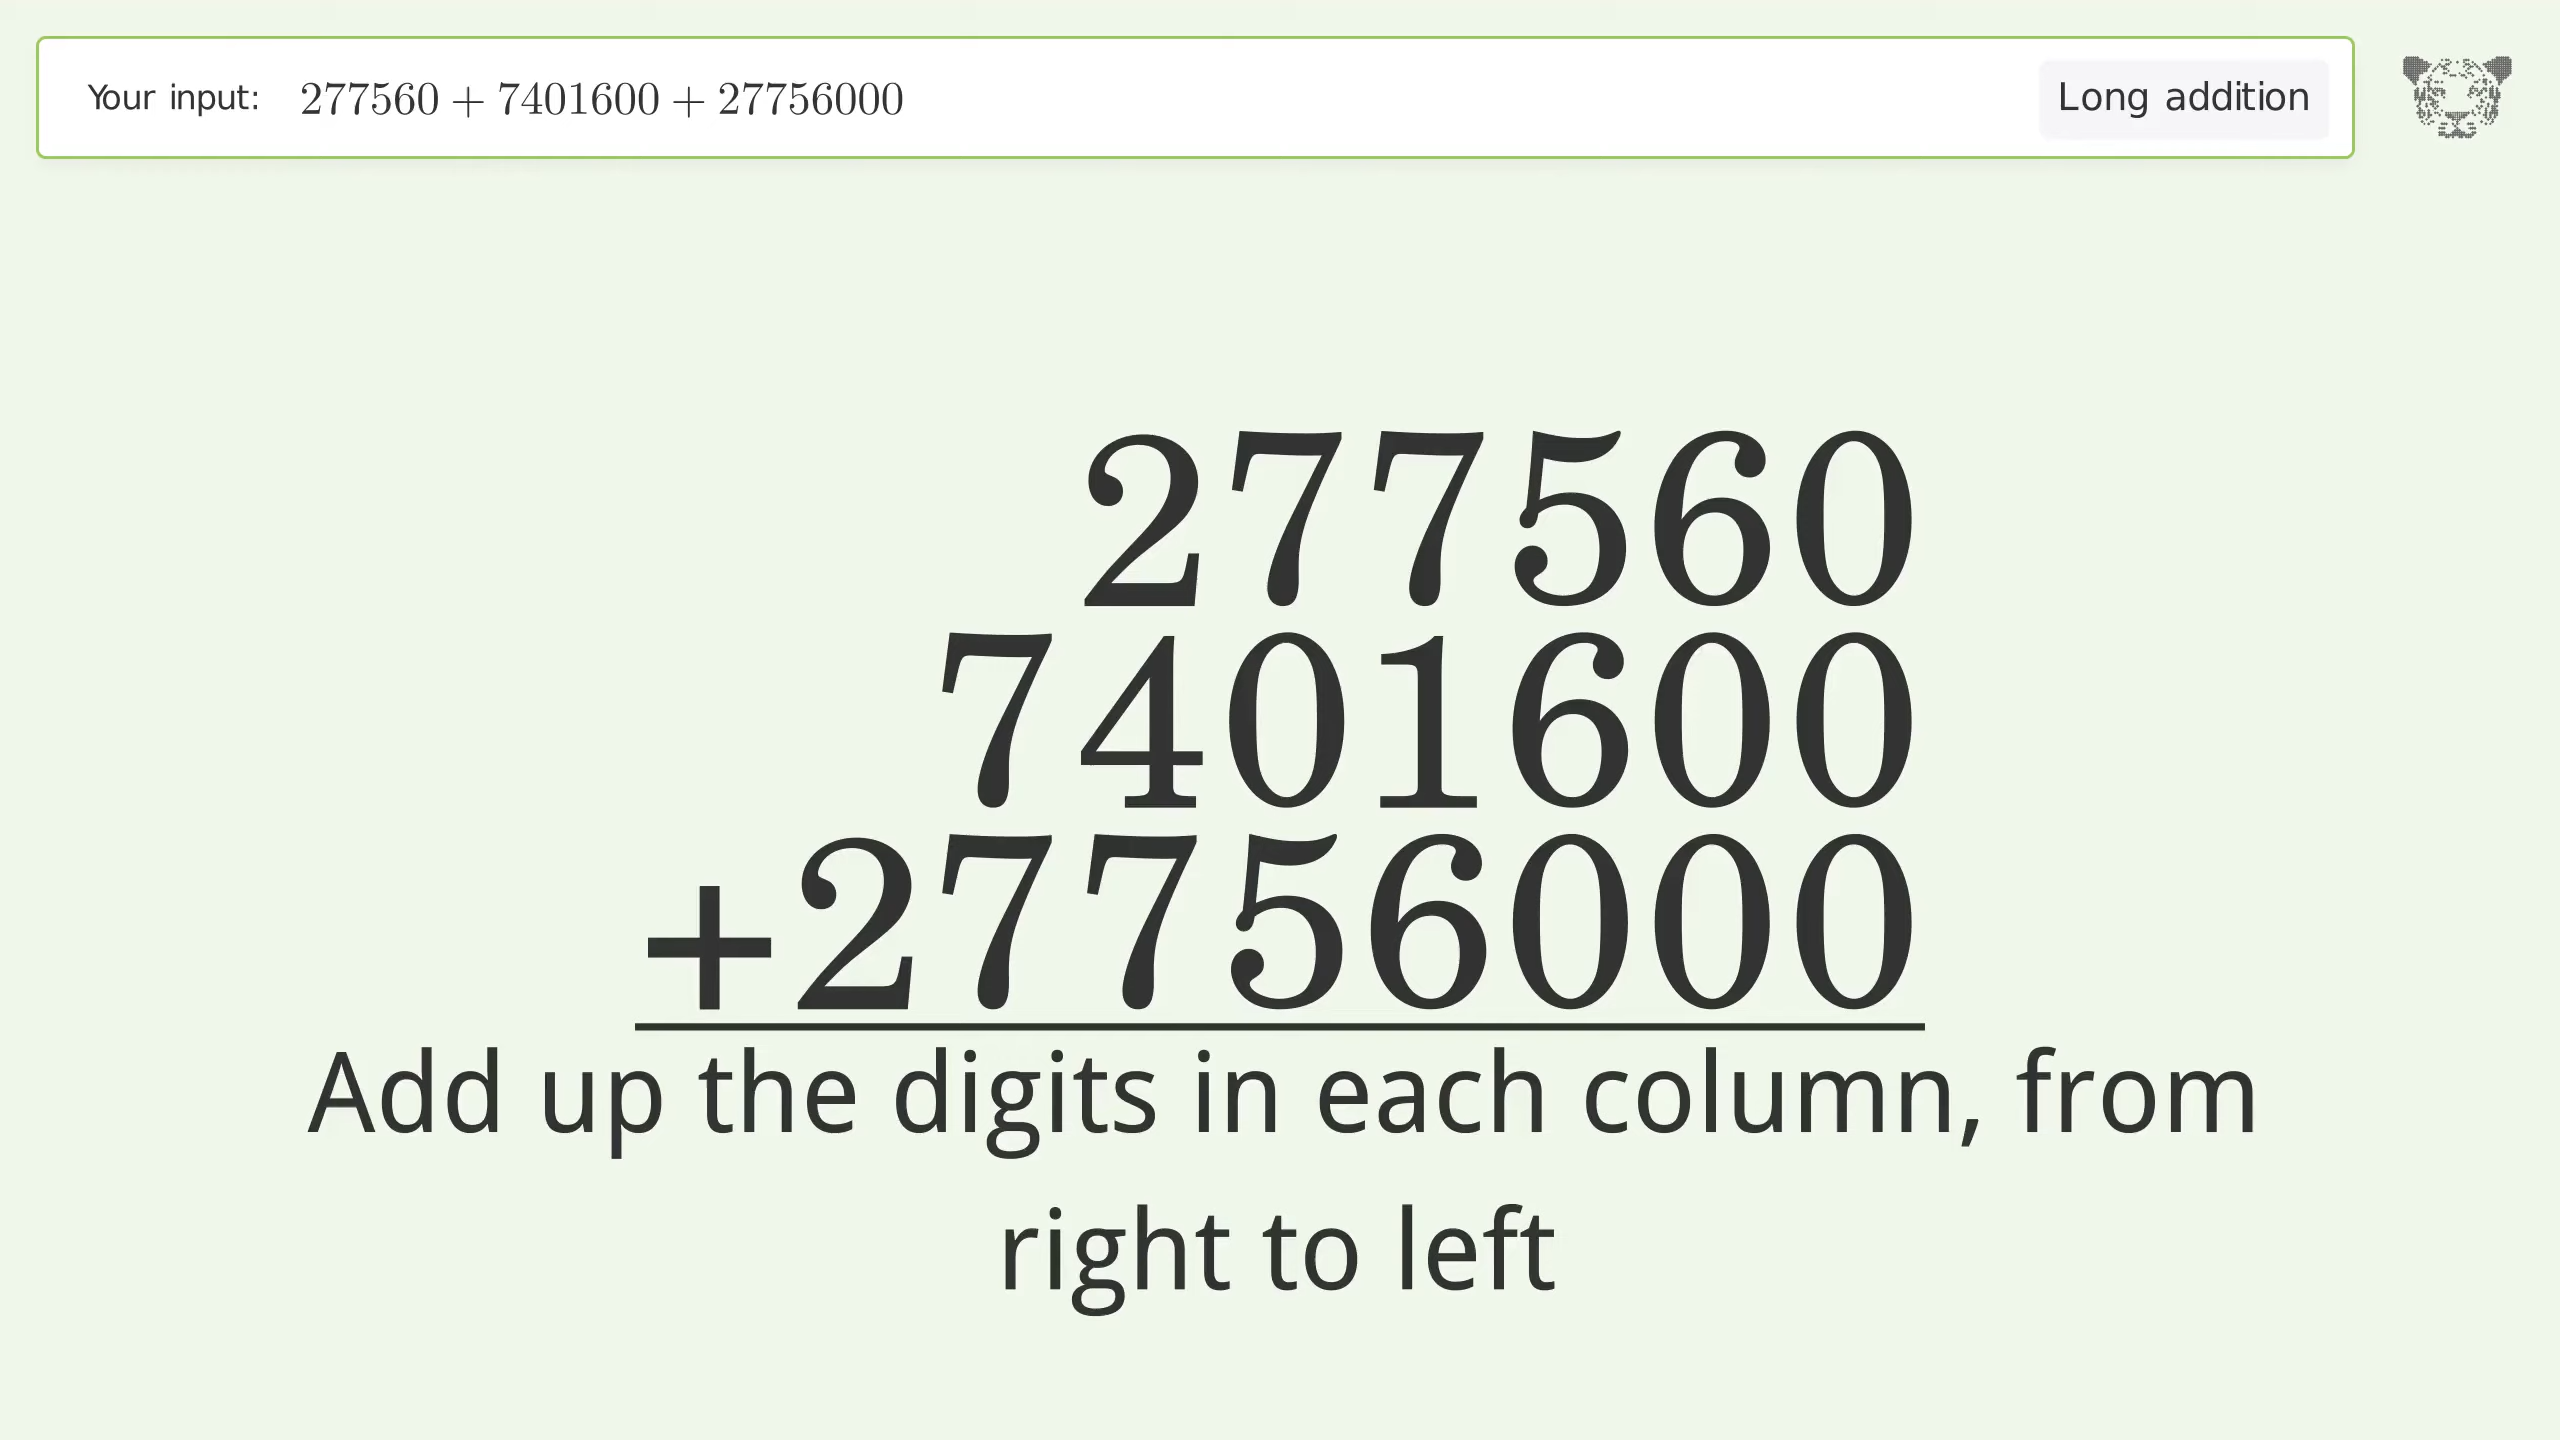 Your input: 277560 + 7401600 + 27756000
Long addition
277560
7401600
+27756000
Add up the digits in each column, from
right to left